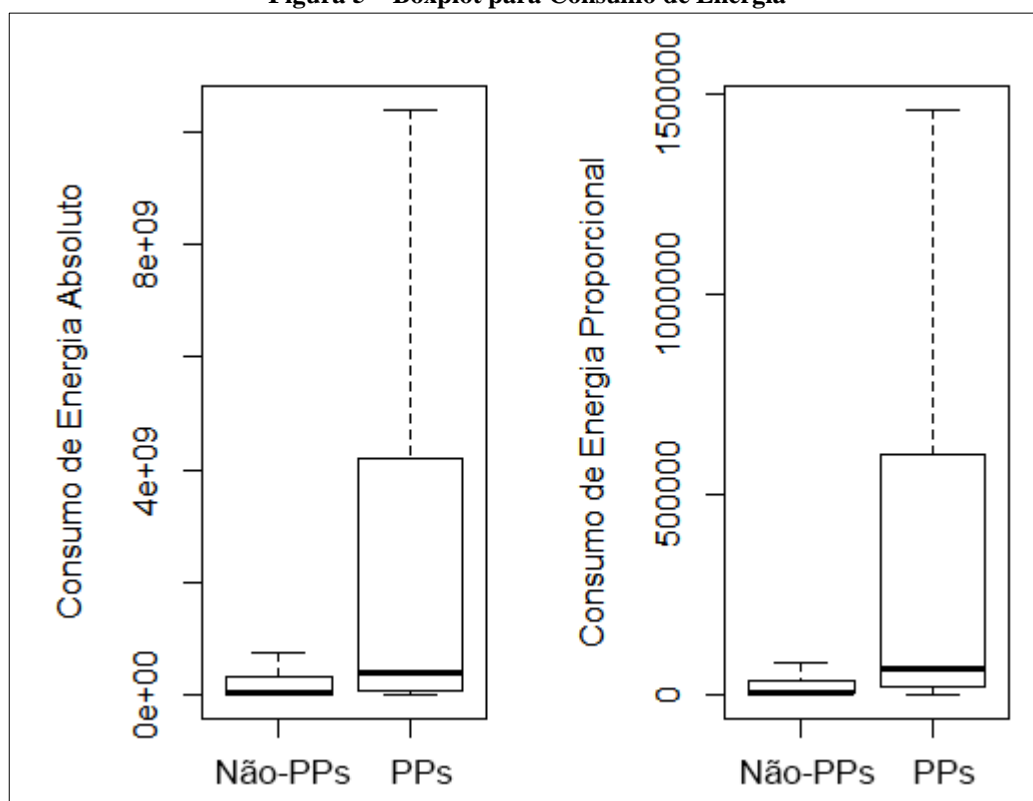 Figura 5 – Boxplot para Consumo de Energia
Consumo de Energia Absoluto
0e+00
4e+09
8e+09
Não-PPs
PPs
Consumo de Energia Proporcional
0
500000
1000000
1500000
Não-PPs
PPs